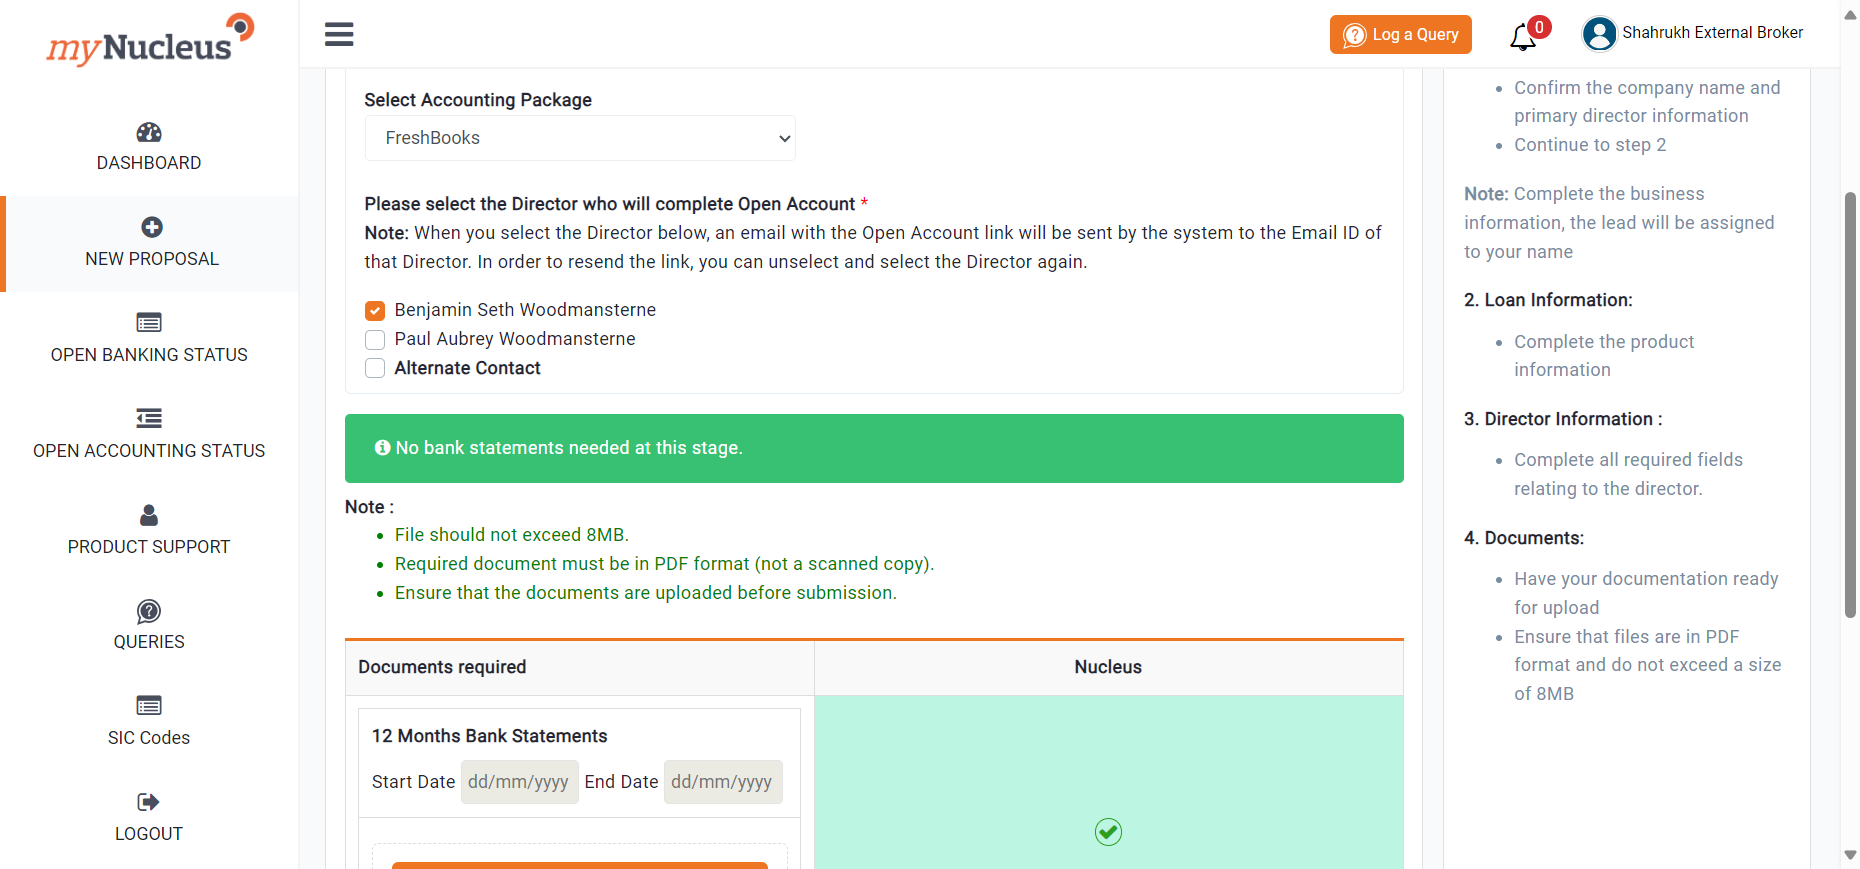 myNucleus
DASHBOARD
NEW PROPOSAL
OPEN BANKING STATUS
OPEN ACCOUNTING STATUS
PRODUCT SUPPORT
QUERIES
SIC Codes
LOGOUT
Log a Query
0
Shahrukh External Broker
Select Accounting Package
FreshBooks
Please select the Director who will complete Open Account *
Note: When you select the Director below, an email with the Open Account link will be sent by the system to the Email ID of
that Director. In order to resend the link, you can unselect and select the Director again.
Benjamin Seth Woodmansterne
Paul Aubrey Woodmansterne
Alternate Contact
No bank statements needed at this stage.
Note :
File should not exceed 8MB.
Required document must be in PDF format (not a scanned copy).
Ensure that the documents are uploaded before submission.
Documents required
Nucleus
12 Months Bank Statements
Start Date dd/mm/yyyy End Date dd/mm/yyyy
Confirm the company name and
primary director information
Continue to step 2
Note: Complete the business
information, the lead will be assigned
to your name
2. Loan Information:
Complete the product
information
3. Director Information :
Complete all required fields
relating to the director.
4. Documents:
Have your documentation ready
for upload
Ensure that files are in PDF
format and do not exceed a size
of 8MB